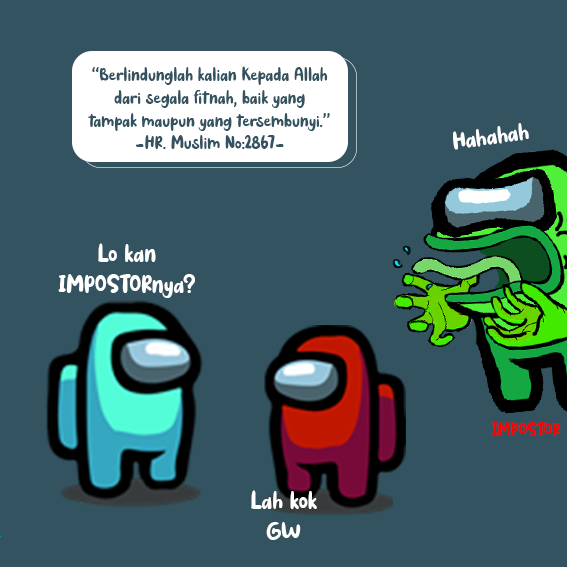 “Berlindunglah kalian Kepada Allah
dari segala fitnah, baik yang
tampak maupun yang tersembunyi.”
-HR. Muslim No:2867-
Hahahah
Lo kan
IMPOSTORnya?
IMPOSTOR
Lah kok
GW